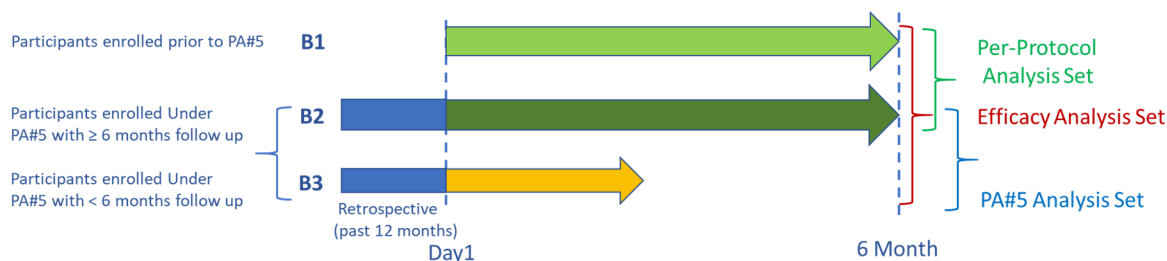 Participants enrolled prior to PA#5
B1
Participants enrolled Under
PA#5 with ≥ 6 months follow up
B2
Participants enrolled Under
PA#5 with < 6 months follow up
B3
Retrospective
(past 12 months)
Day1
6 Month
Per-Protocol
Analysis Set
Efficacy Analysis Set
PA#5 Analysis Set